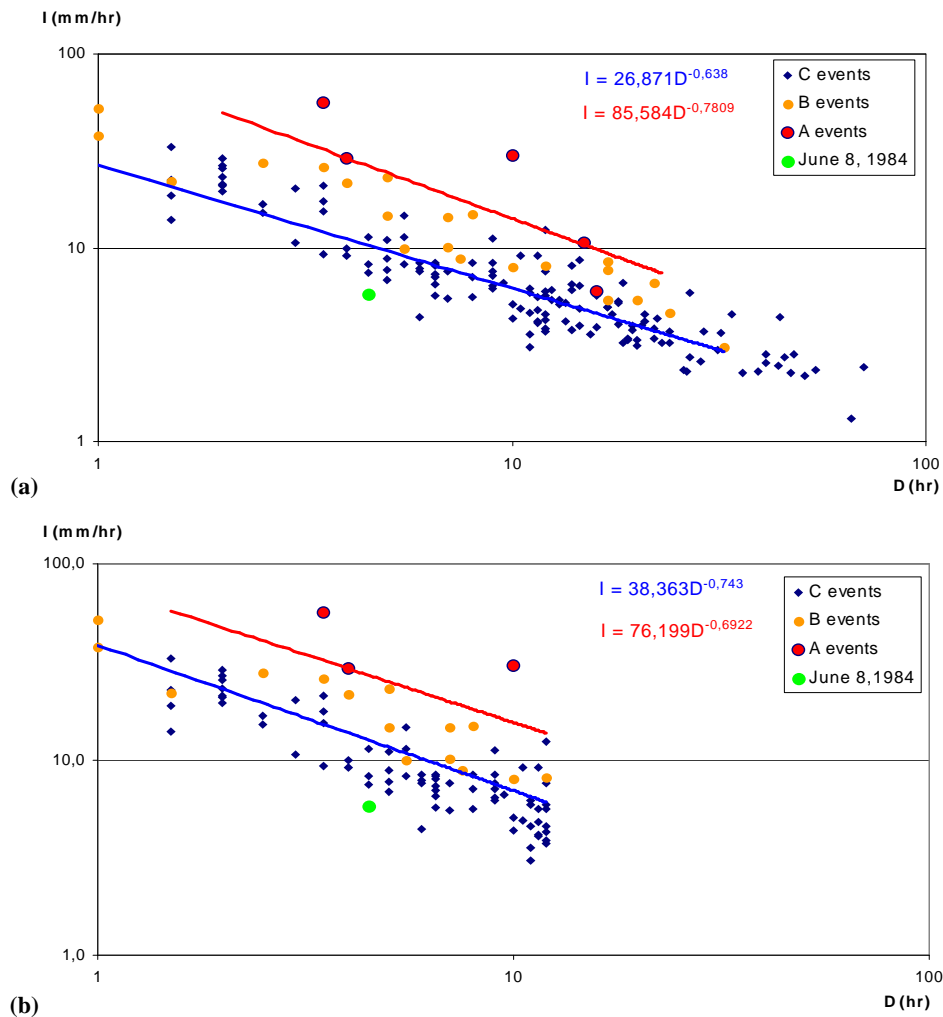 I (mm/hr)
100
10
1
1
10
100
D (hr)
I = 26,871D^-0,638
I = 85,584D^-0,7809
C events
B events
A events
June 8, 1984
(a)
I (mm/hr)
100,0
10,0
1,0
1
10
100
D (hr)
I = 38,363D^-0,743
I = 76,199D^-0,6922
C events
B events
A events
June 8,1984
(b)